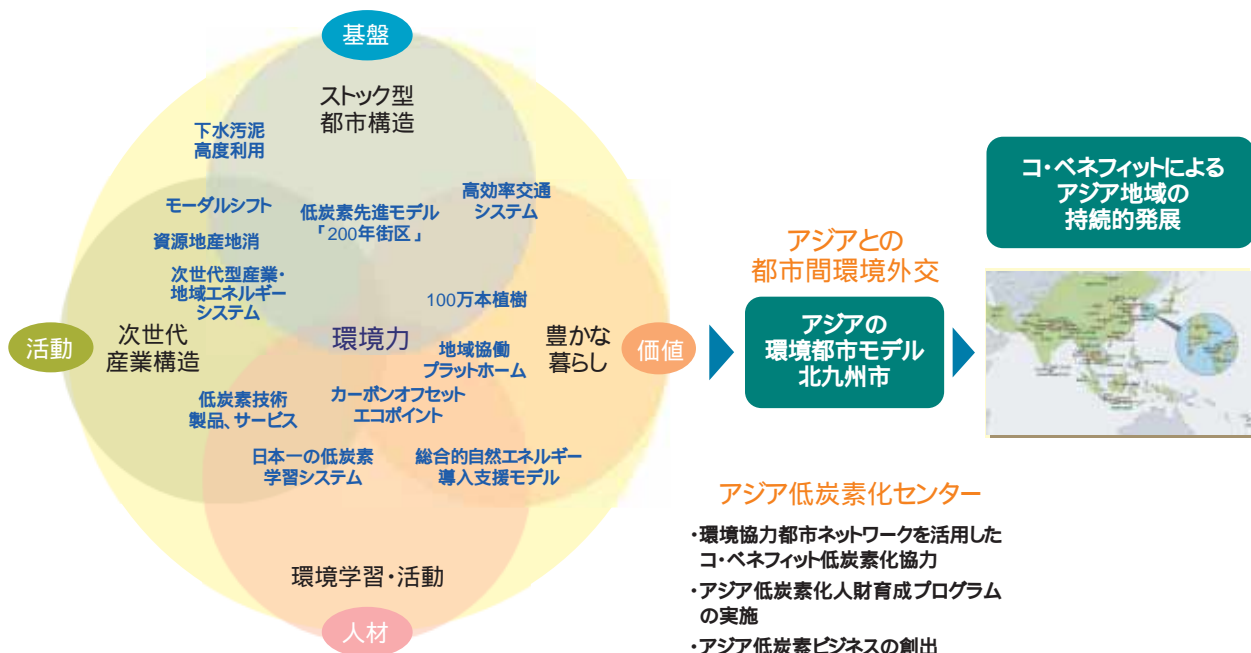 基盤
ストック型
都市構造
下水汚泥
高度利用
モーダルシフト
低炭素先進モデル
「200年街区」
高効率交通
システム
資源地産地消
次世代型産業・
地域エネルギー
システム
100万本植樹
活動
次世代
産業構造
環境力
地域協働
プラットホーム
豊かな
暮らし
価値
低炭素技術
製品、サービス
カーボンオフセット
エコポイント
日本一の低炭素
学習システム
総合的自然エネルギー
導入支援モデル
環境学習・活動
人材
アジアとの
都市間環境外交
アジアの
環境都市モデル
北九州市
コ・ベネフィットによる
アジア地域の
持続的発展
アジア低炭素化センター
・環境協力都市ネットワークを活用した
コ・ベネフィット低炭素化協力
・アジア低炭素化人財育成プログラム
の実施
・アジア低炭素ビジネスの創出